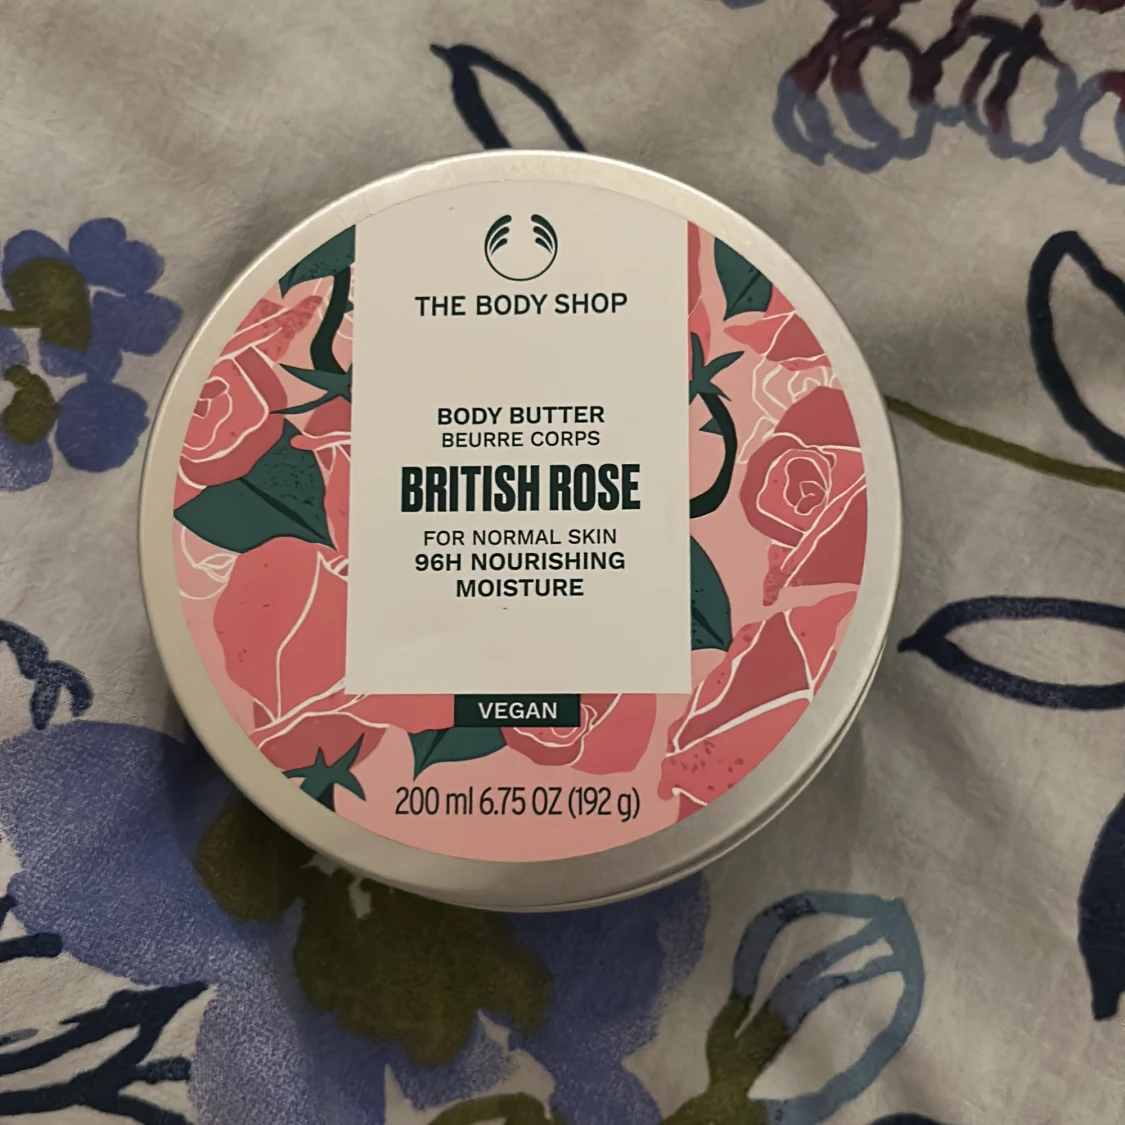 THE BODY SHOP
BODY BUTTER
BEURRE CORPS
BRITISH ROSE
FOR NORMAL SKIN
96H NOURISHING
MOISTURE
VEGAN
200 ml 6.75 OZ (192 g)